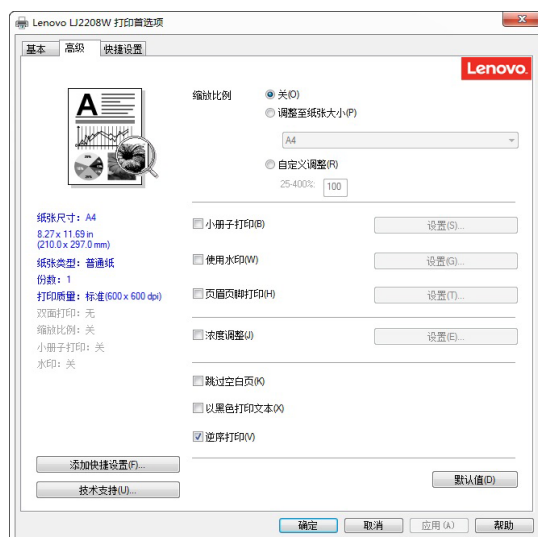 Lenovo LJ2208W 打印首选项
基本 高级 快捷设置
Lenovo.
A
缩放比例 关(O)
调整至纸张大小(P)
A4
自定义调整(R)
25-400%: 100
纸张尺寸: A4
8.27 x 11.69 in
(210.0 x 297.0 mm)
纸张类型: 普通纸
份数: 1
打印质量: 标准(600 x 600 dpi)
双面打印: 无
缩放比例: 关
小册子打印: 关
水印: 关
小册子打印(B) 设置(S)...
使用水印(W) 设置(G)...
页眉页脚打印(H) 设置(T)...
浓度调整(J) 设置(E)...
跳过空白页(K)
以黑色打印文本(X)
逆序打印(V)
添加快捷设置(F)...
技术支持(U)...
默认值(D)
确定 取消 应用(A) 帮助